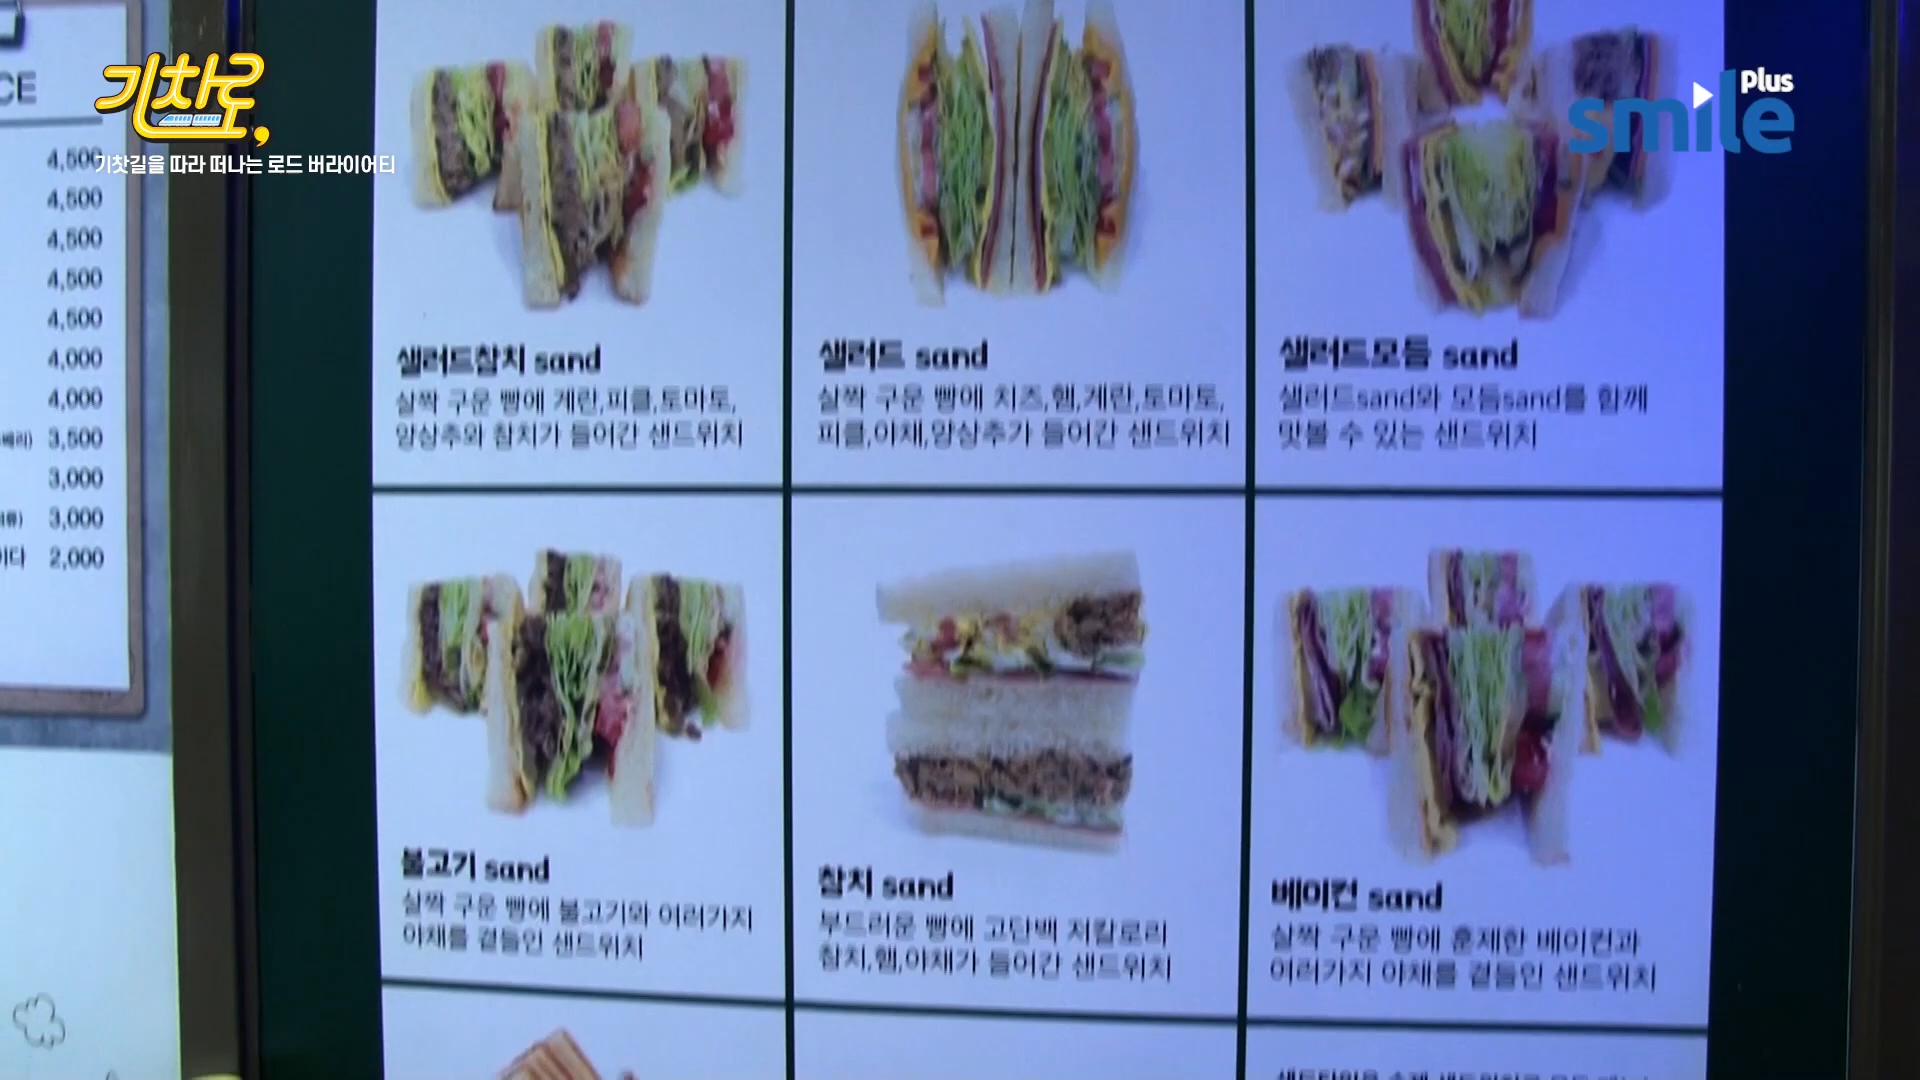 기차로,
기찻길을 따라 떠나는 로드 버라이어티
smile Plus
CE
4,500
4,500
4,500
4,500
4,500
4,000
4,000
3,500
3,000
3,000
2,000
샐러드참치 sand
살짝 구운 빵에 계란,피클,토마토,
양상추와 참치가 들어간 샌드위치
샐러드 sand
살짝 구운 빵에 치즈,햄,계란,토마토,
피클,야채,양상추가 들어간 샌드위치
샐러드모듬 sand
샐러드sand와 모듬sand를 함께
맛볼 수 있는 샌드위치
불고기 sand
살짝 구운 빵에 불고기와 여러가지
야채를 곁들인 샌드위치
참치 sand
부드러운 빵에 고단백 저칼로리
참치,햄,야채가 들어간 샌드위치
베이컨 sand
살짝 구운 빵에 훈제한 베이컨과
여러가지 야채를 곁들인 샌드위치